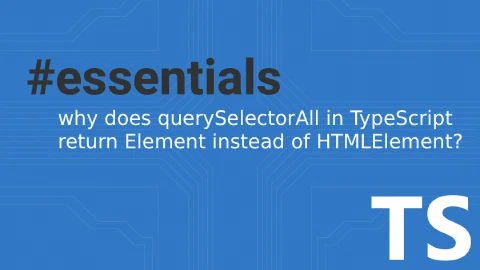 #essentials
why does querySelectorAll in TypeScript
return Element instead of HTMLElement?
TS